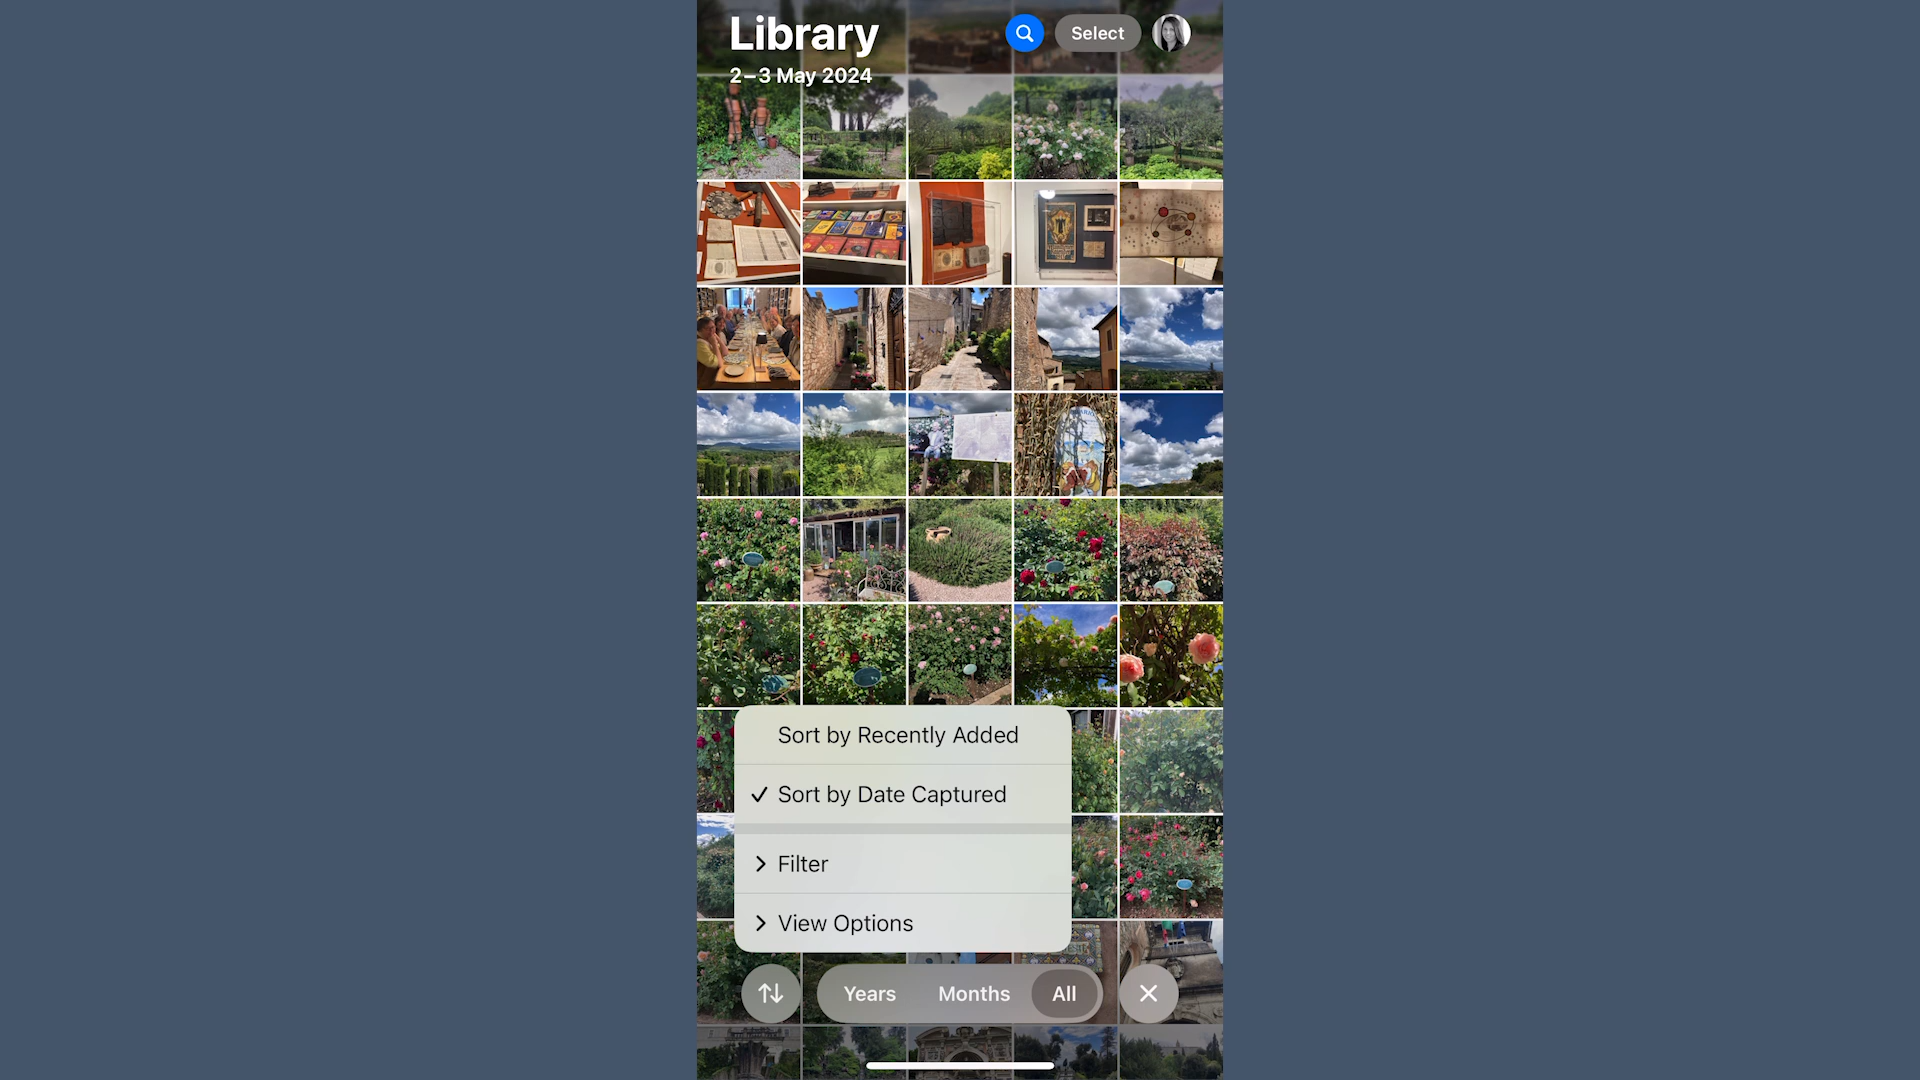 Library
Select
2–3 May 2024
Sort by Recently Added
Sort by Date Captured
Filter
View Options
Years
Months
All